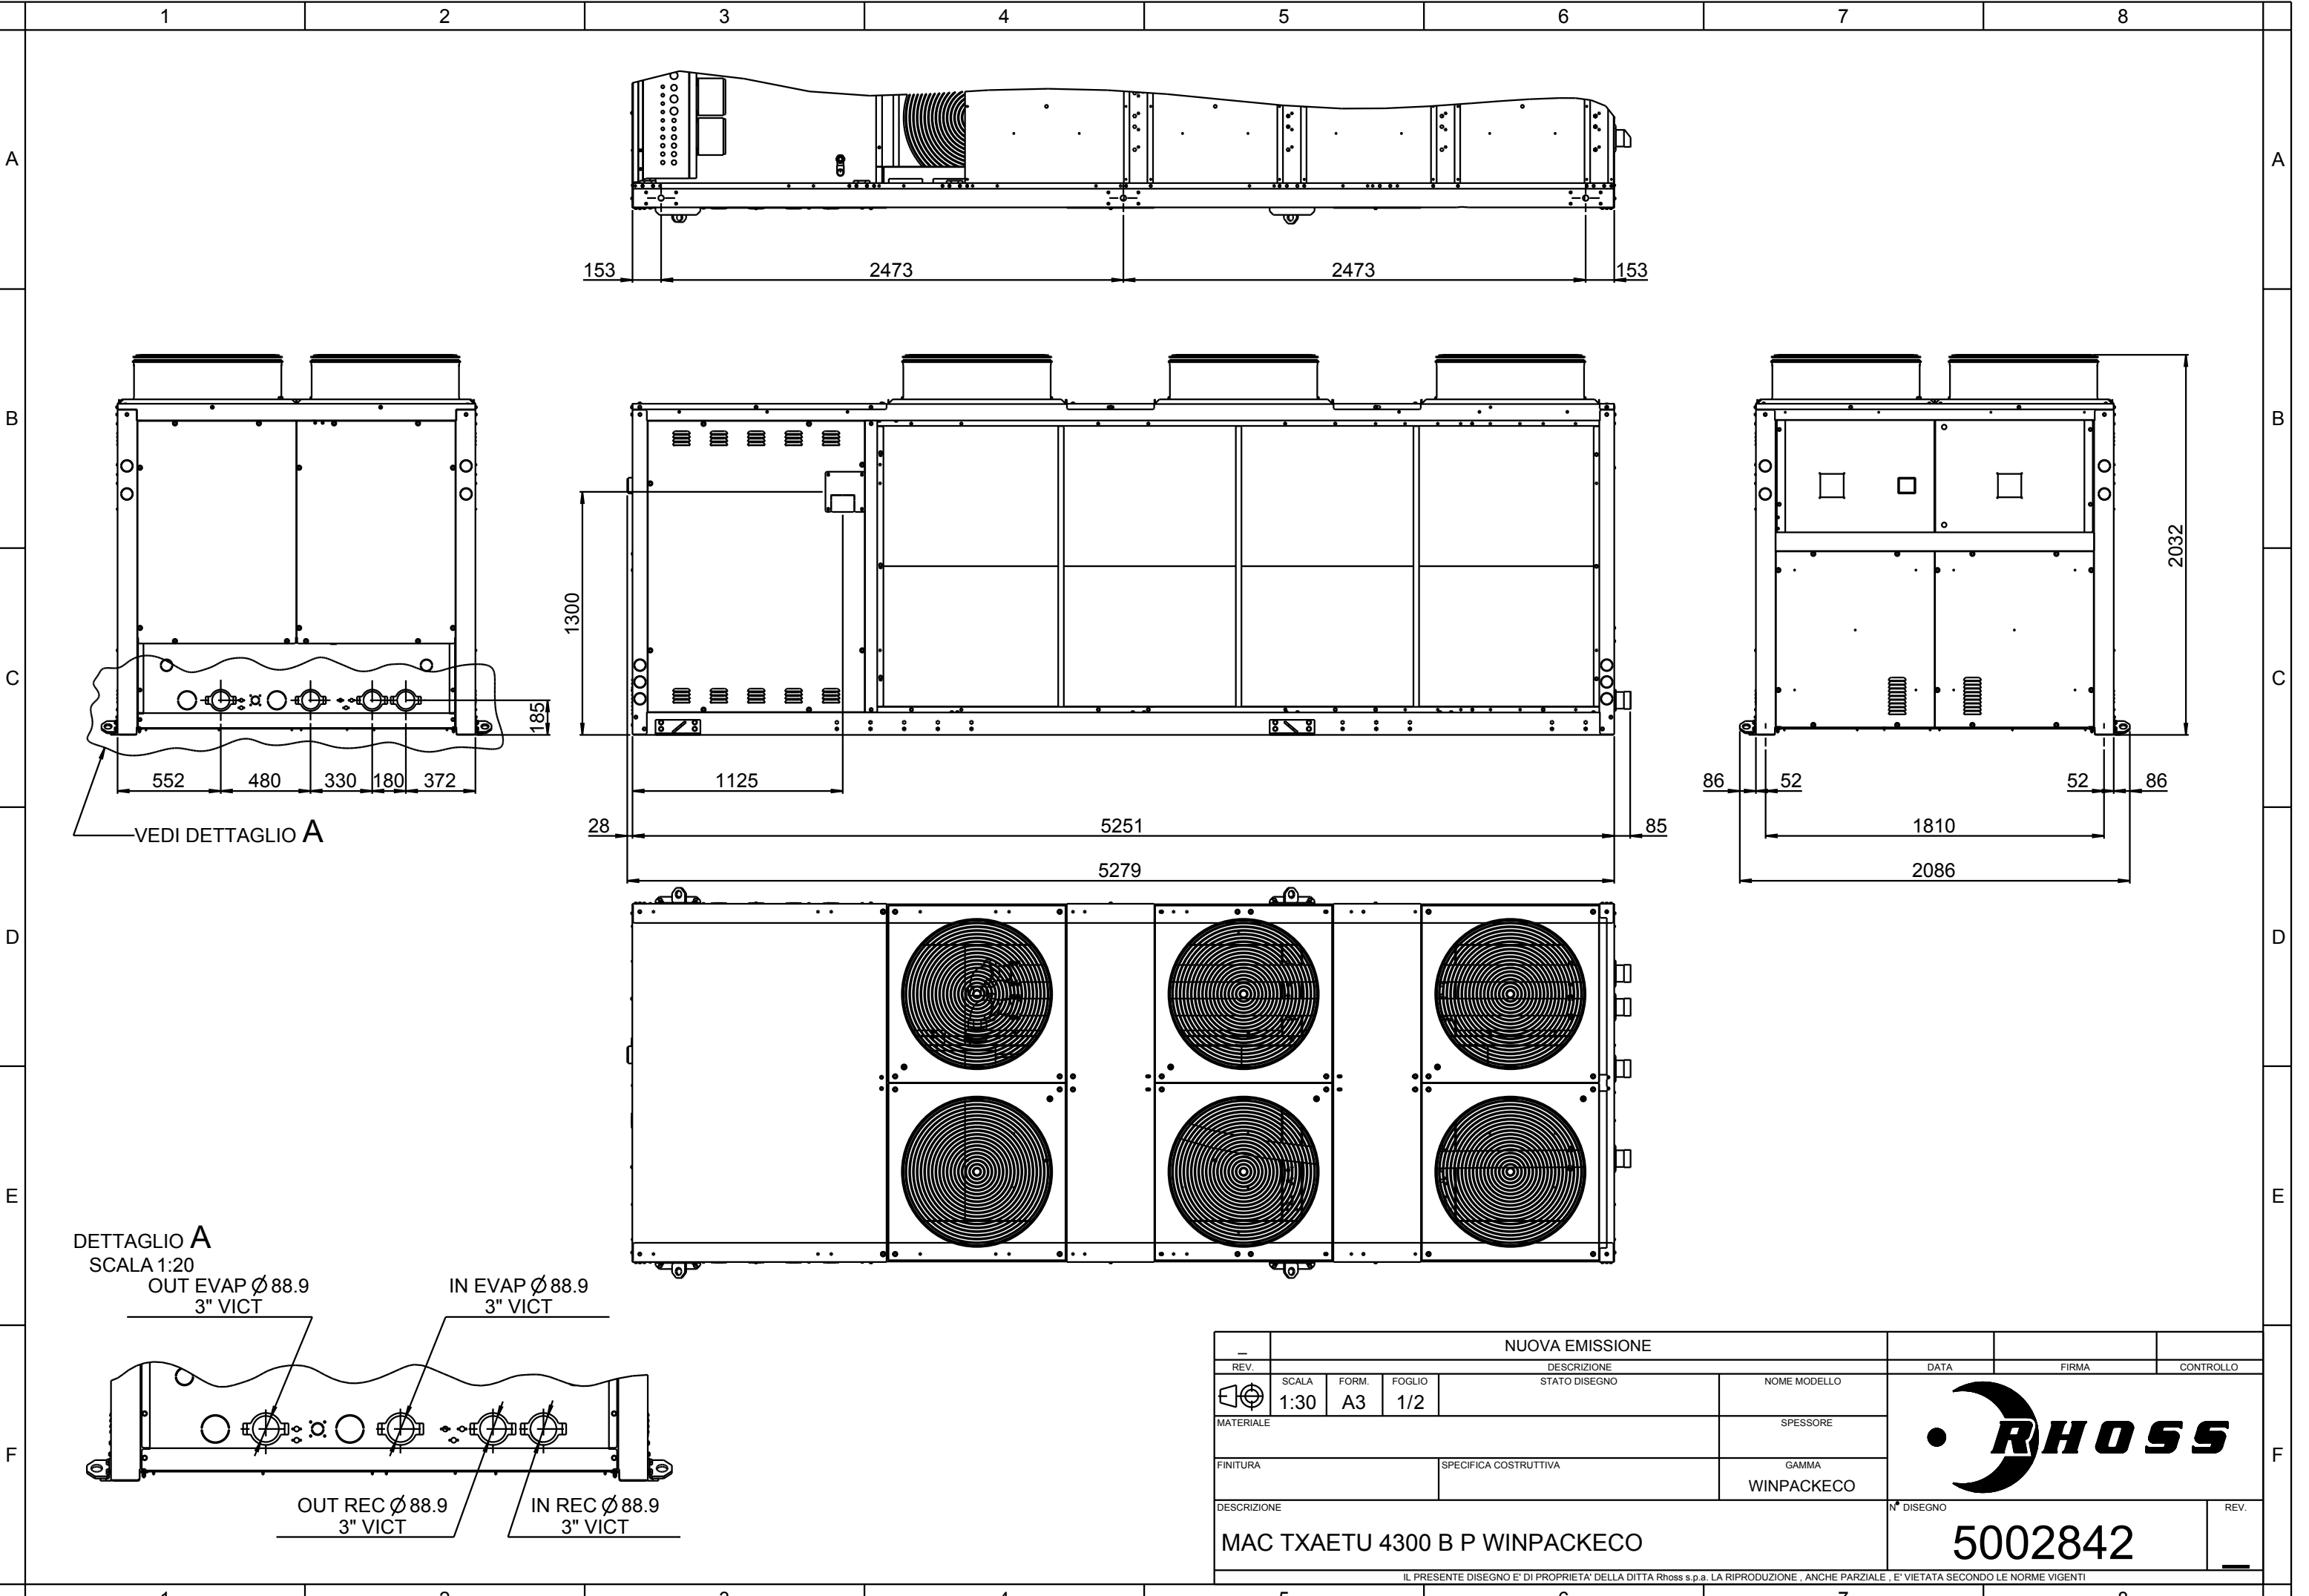 1 2 3 4 5 6 7 8
A A
153 2473 2473 153
B B
2032
1300
C C
185
552 480 330 180 372
1125
86 52 52 86
VEDI DETTAGLIO A
28 5251 85
1810
5279
2086
D D
E E
DETTAGLIO A
SCALA 1:20
OUT EVAP Ø 88.9
3" VICT
IN EVAP Ø 88.9
3" VICT
OUT REC Ø 88.9
3" VICT
IN REC Ø 88.9
3" VICT
F F
_ NUOVA EMISSIONE
REV. DESCRIZIONE DATA FIRMA CONTROLLO
SCALA FORM. FOGLIO STATO DISEGNO NOME MODELLO
1:30 A3 1/2
MATERIALE SPESSORE
RHOSS
FINITURA SPECIFICA COSTRUTTIVA GAMMA
WINPACKECO
DESCRIZIONE N° DISEGNO REV.
MAC TXAETU 4300 B P WINPACKECO 5002842 _
IL PRESENTE DISEGNO E' DI PROPRIETA' DELLA DITTA Rhoss s.p.a. LA RIPRODUZIONE , ANCHE PARZIALE , E' VIETATA SECONDO LE NORME VIGENTI